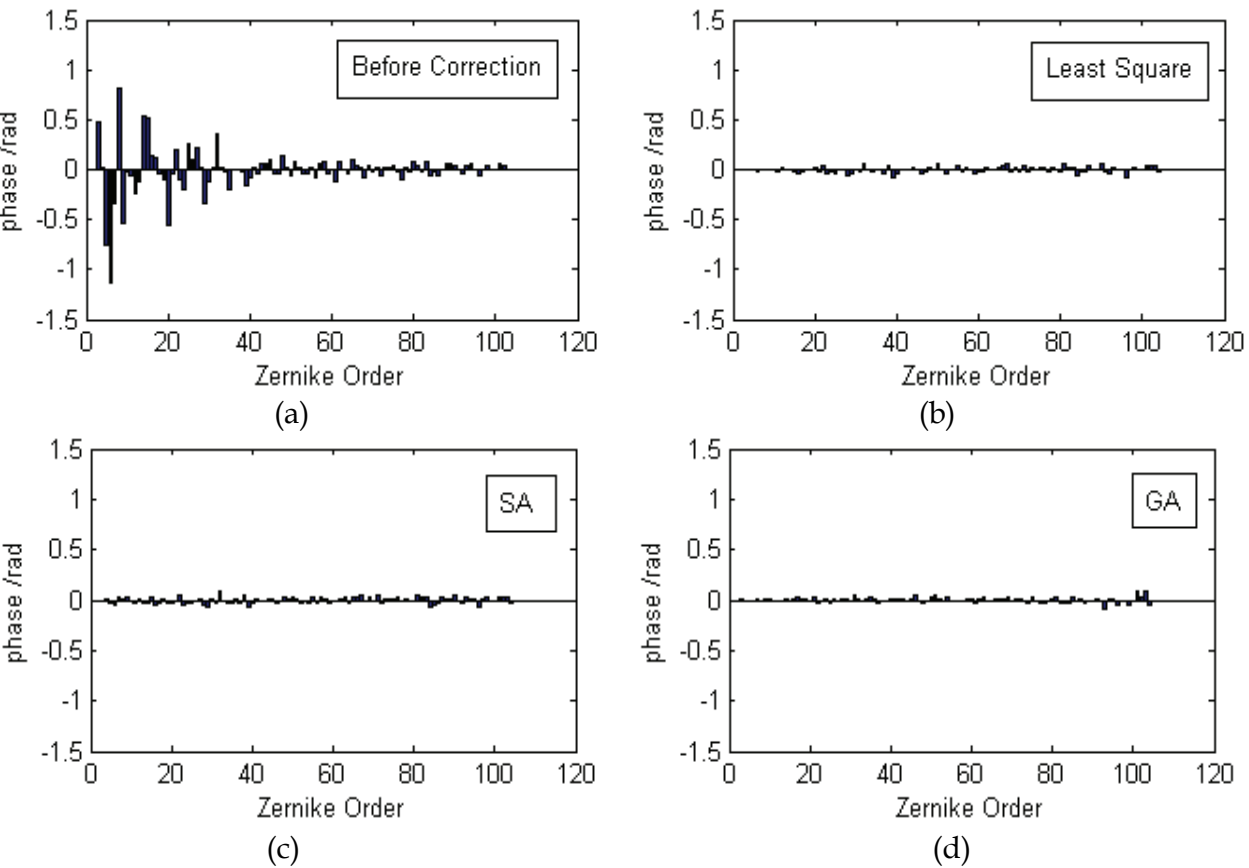 1.5
1
0.5
0
-0.5
-1
-1.5
phase /rad
Before Correction
0 20 40 60 80 100 120
Zernike Order
(a)
1.5
1
0.5
0
-0.5
-1
-1.5
phase /rad
Least Square
0 20 40 60 80 100 120
Zernike Order
(b)
1.5
1
0.5
0
-0.5
-1
-1.5
phase /rad
SA
0 20 40 60 80 100 120
Zernike Order
(c)
1.5
1
0.5
0
-0.5
-1
-1.5
phase /rad
GA
0 20 40 60 80 100 120
Zernike Order
(d)